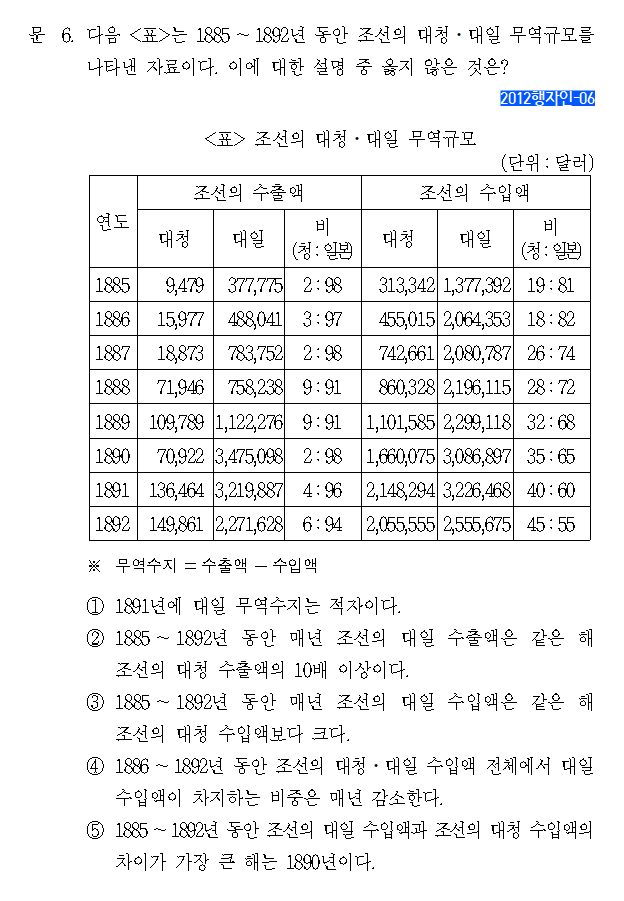 문 6. 다음 <표>는 1885 ~ 1892년 동안 조선의 대청·대일 무역규모를
나타낸 자료이다. 이에 대한 설명 중 옳지 않은 것은?
2012행자인-06
<표> 조선의 대청·대일 무역규모
(단위 : 달러)
연도 조선의 수출액 조선의 수입액
대청 대일 비 (청 : 일본) 대청 대일 비 (청 : 일본)
1885 9,479 377,775 2 : 98 313,342 1,377,392 19 : 81
1886 15,977 488,041 3 : 97 455,015 2,064,353 18 : 82
1887 18,873 783,752 2 : 98 742,661 2,080,787 26 : 74
1888 71,946 758,238 9 : 91 860,328 2,196,115 28 : 72
1889 109,789 1,122,276 9 : 91 1,101,585 2,299,118 32 : 68
1890 70,922 3,475,098 2 : 98 1,660,075 3,086,897 35 : 65
1891 136,464 3,219,887 4 : 96 2,148,294 3,226,468 40 : 60
1892 149,861 2,271,628 6 : 94 2,055,555 2,555,675 45 : 55
※ 무역수지 = 수출액 − 수입액
① 1891년에 대일 무역수지는 적자이다.
② 1885 ~ 1892년 동안 매년 조선의 대일 수출액은 같은 해
조선의 대청 수출액의 10배 이상이다.
③ 1885 ~ 1892년 동안 매년 조선의 대일 수입액은 같은 해
조선의 대청 수입액보다 크다.
④ 1886 ~ 1892년 동안 조선의 대청·대일 수입액 전체에서 대일
수입액이 차지하는 비중은 매년 감소한다.
⑤ 1885 ~ 1892년 동안 조선의 대일 수입액과 조선의 대청 수입액의
차이가 가장 큰 해는 1890년이다.